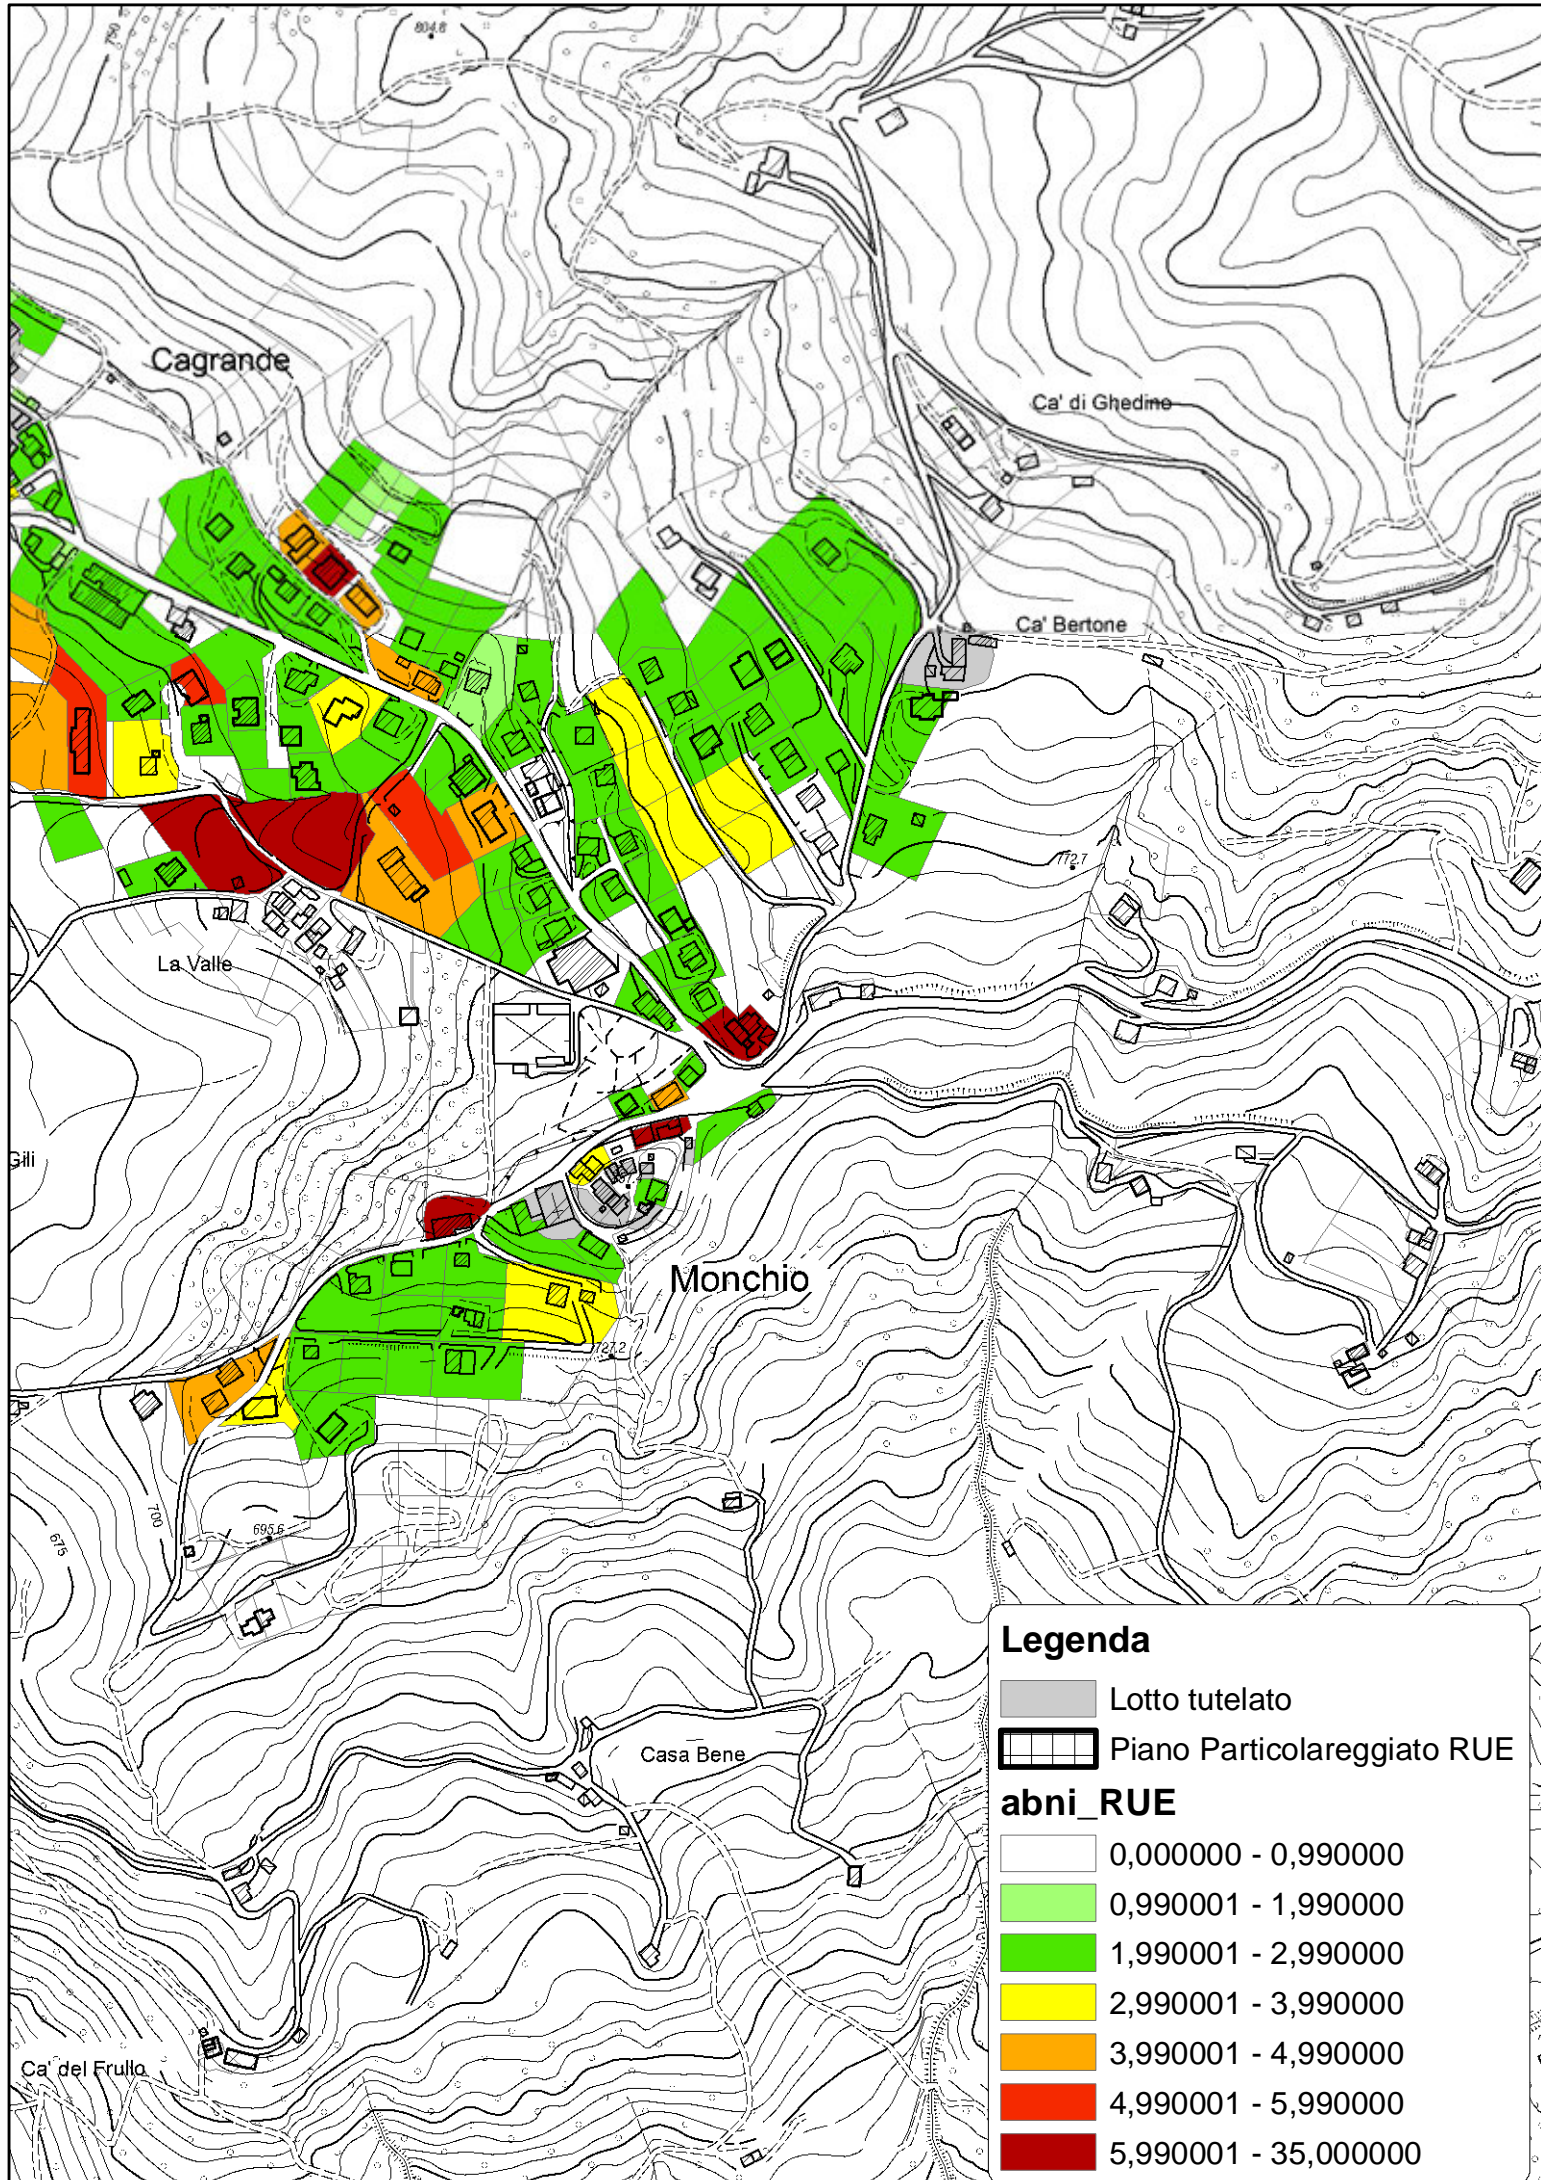 750
804.8
Cagrande
Ca' di Ghedino
Ca' Bertone
772.7
La Valle
Gili
Monchio
727.2
700
695.6
675
Casa Bene
Ca' del Frullo
Legenda
Lotto tutelato
Piano Particolareggiato RUE
abni_RUE
0,000000 - 0,990000
0,990001 - 1,990000
1,990001 - 2,990000
2,990001 - 3,990000
3,990001 - 4,990000
4,990001 - 5,990000
5,990001 - 35,000000